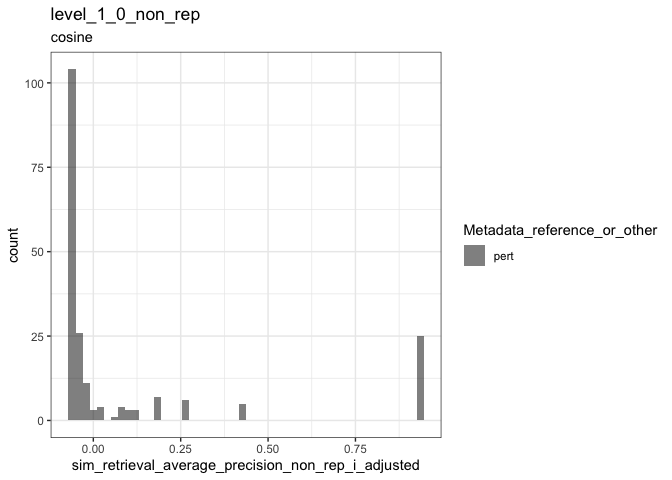 level_1_0_non_rep
cosine
100
75
50
25
0
count
0.00 0.25 0.50 0.75
sim_retrieval_average_precision_non_rep_i_adjusted
Metadata_reference_or_other
pert